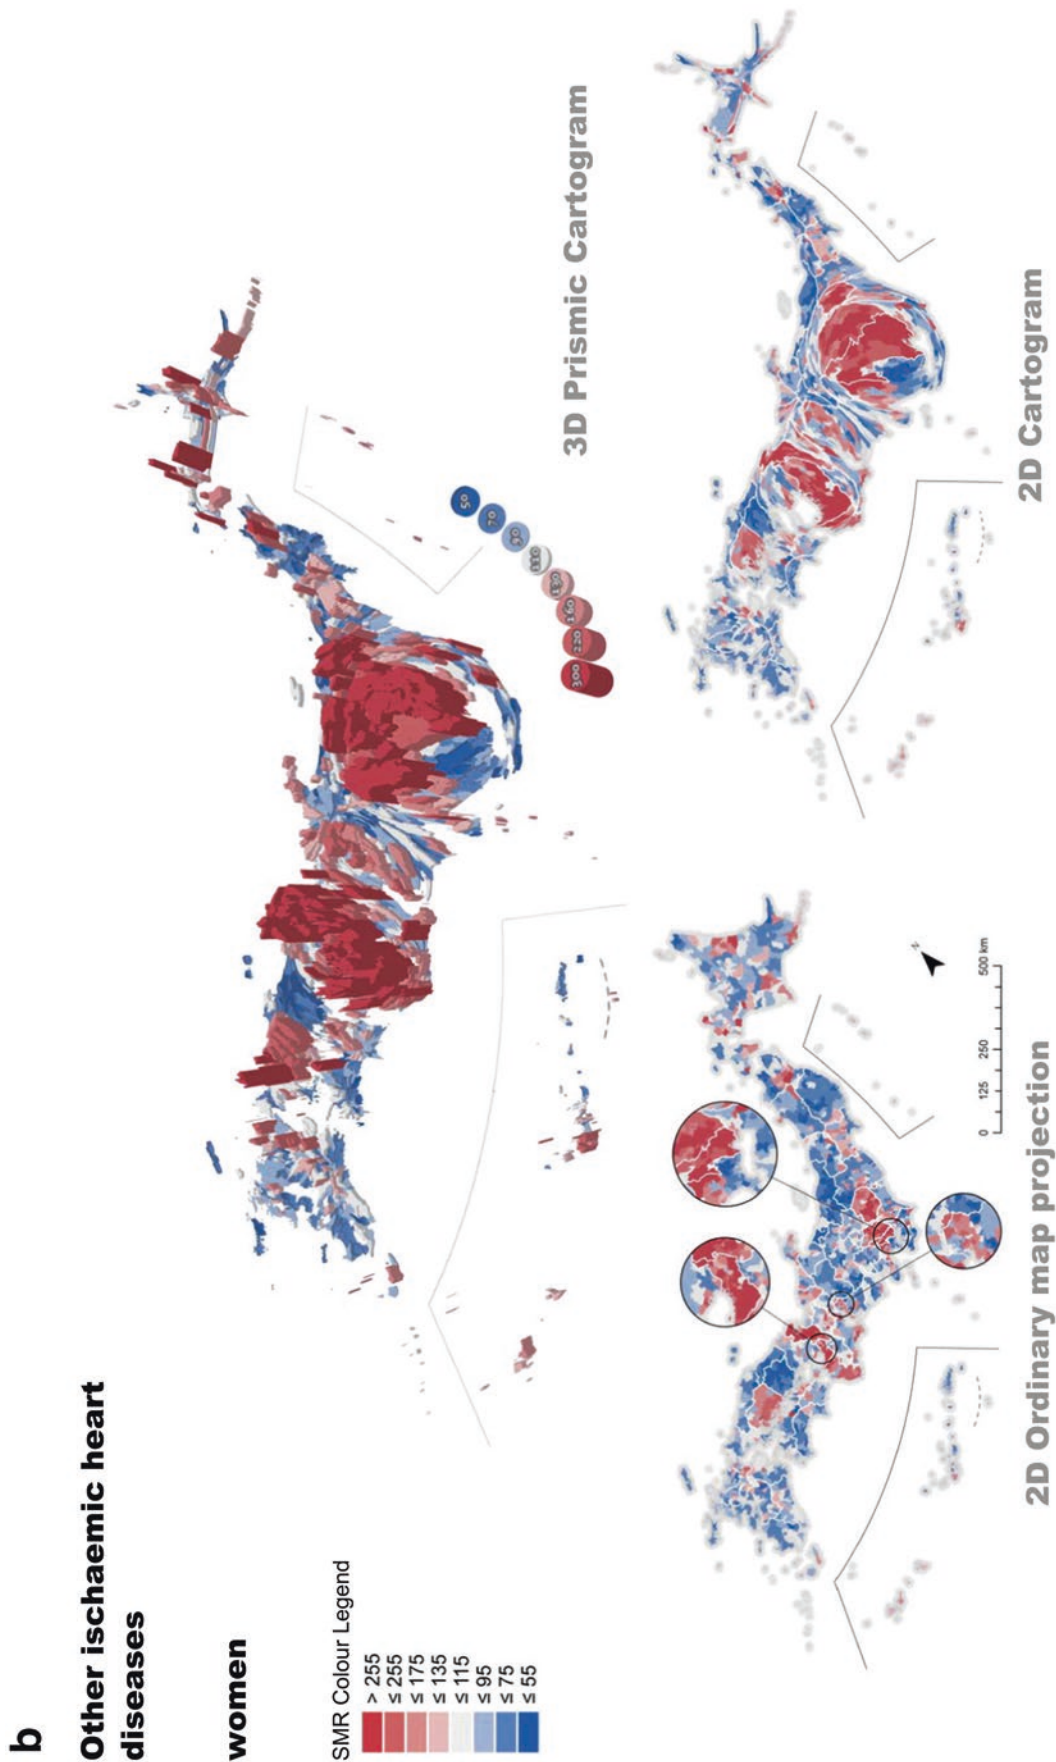 b
Other ischaemic heart
diseases
women
SMR Colour Legend
> 255
≤ 255
≤ 175
≤ 135
≤ 115
≤ 95
≤ 75
≤ 55
300
220
160
130
110
90
70
50
3D Prismic Cartogram
N
0
125
250
500 km
2D Ordinary map projection
2D Cartogram